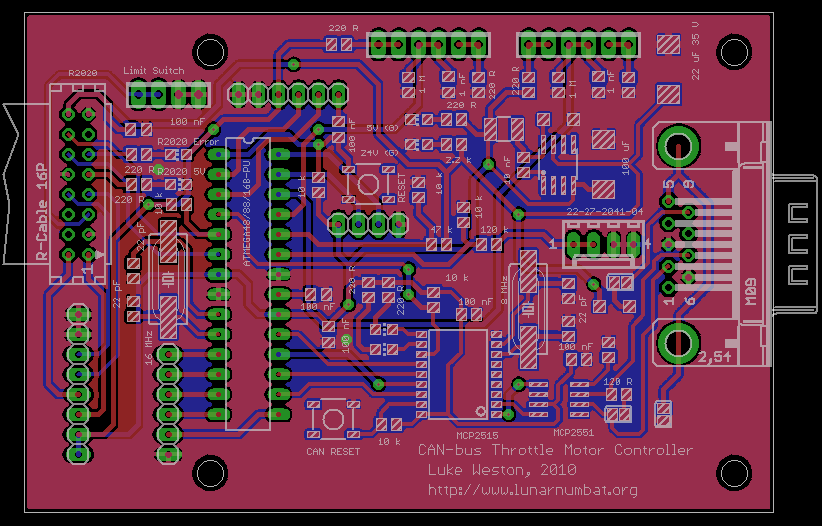 220 R
22 uF 35 V
R2020
Limit Switch
1 M
1 nF
220 R
220 R
1 M
1 nF
100 nF
100 nF
5V (G)
220 R
R2020 Error
24V (G)
2.2 k
10 nF
100 uF
R-Cable 16P
220 R
R2020 5V
10 k
ATMEGA48/88/168-PU
10 k
RESET
10 k
10 k
220 R
22 pF
47 k
120 k
22-27-2041-04
1
4
5
9
1
6
M09
2,54
1
22 pF
16 MHz
220 R
220 R
10 k
100 nF
100 nF
100 nF
8 MHz
22 pF
100 nF
120 R
10 k
CAN RESET
MCP2515
MCP2551
CAN-bus Throttle Motor Controller
Luke Weston, 2010
http://www.lunarnumbat.org